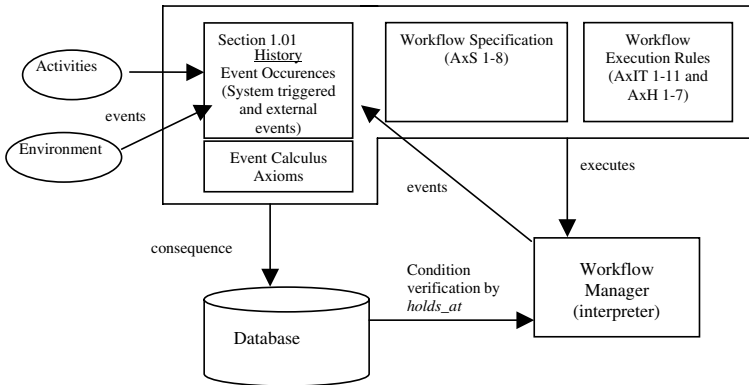 Section 1.01
History
Event Occurences
(System triggered
and external
events)
Workflow Specification
(AxS 1-8)
Workflow
Execution Rules
(AxIT 1-11 and
AxH 1-7)
Activities
events
Environment
Event Calculus
Axioms
events
executes
consequence
Condition
verification by
holds_at
Workflow
Manager
(interpreter)
Database